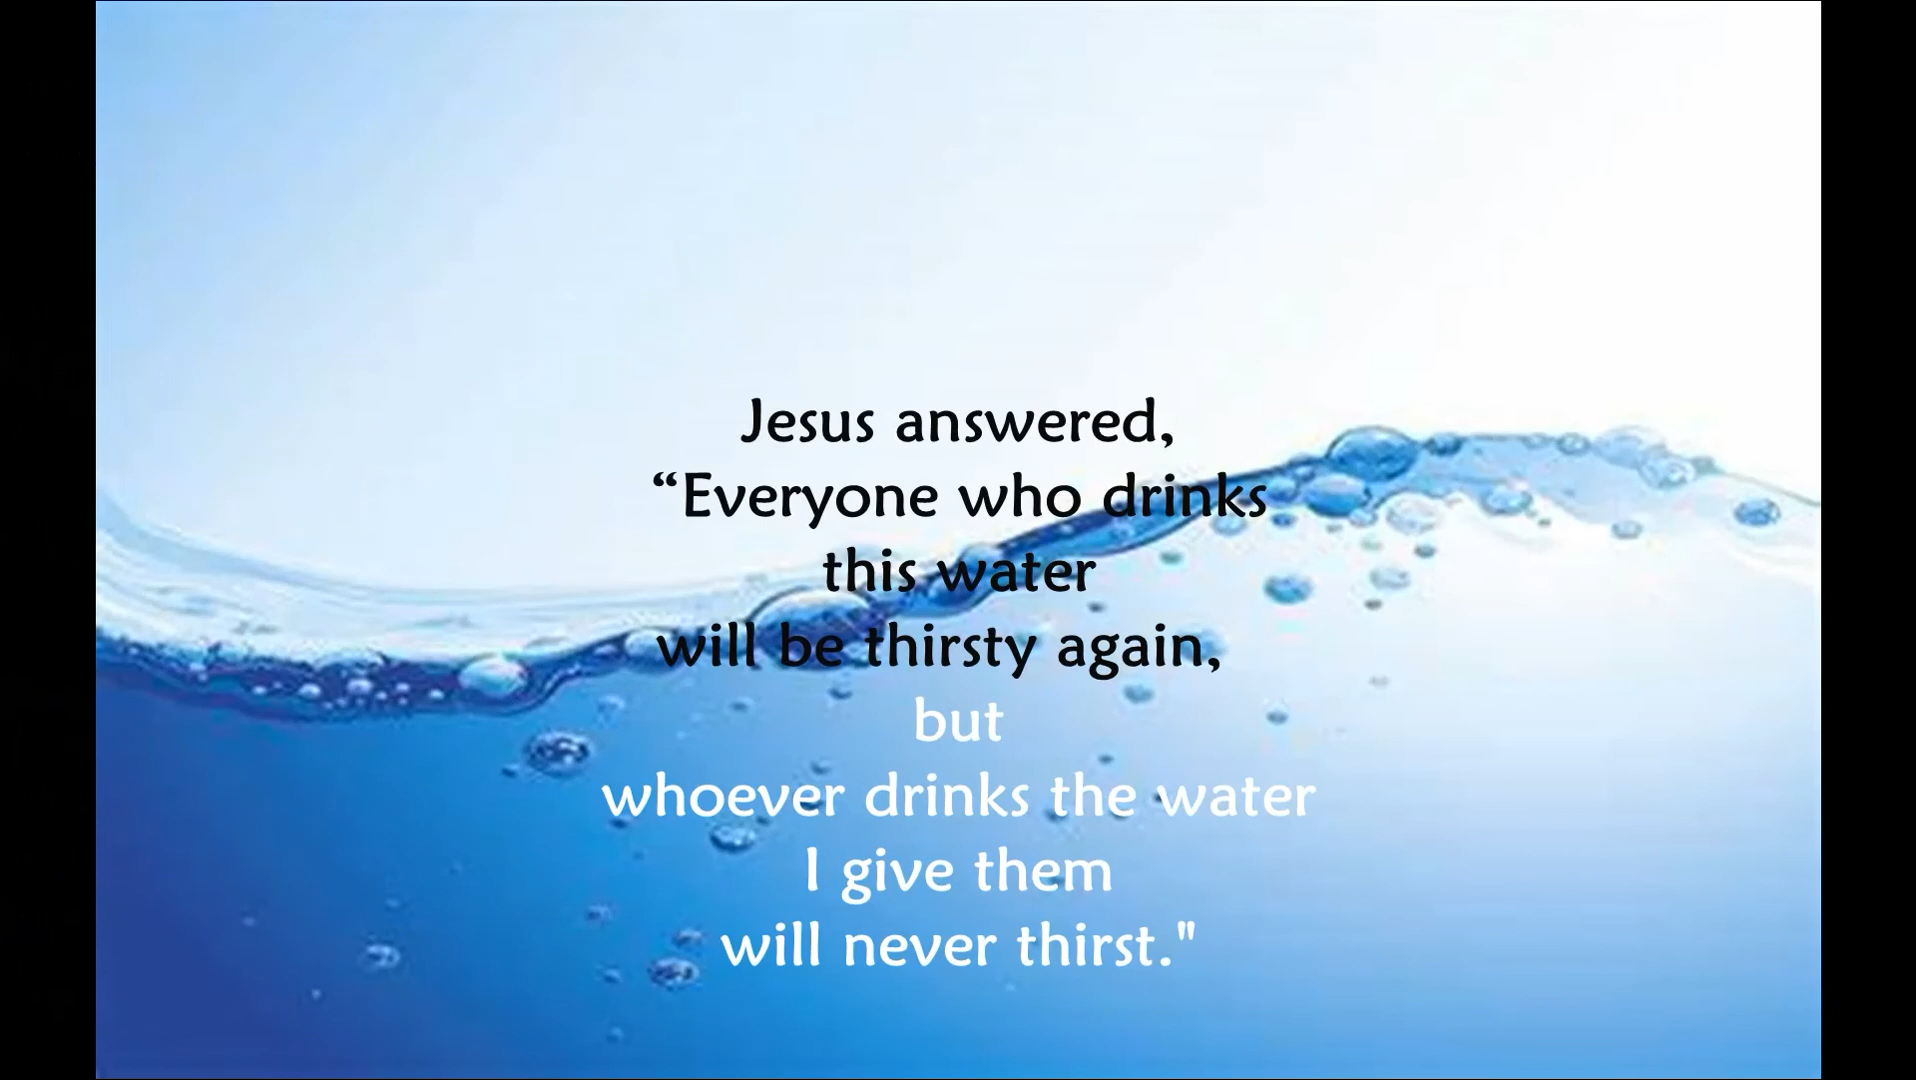 Jesus answered,
“Everyone who drinks
this water
will be thirsty again,
but
whoever drinks the water
I give them
will never thirst."